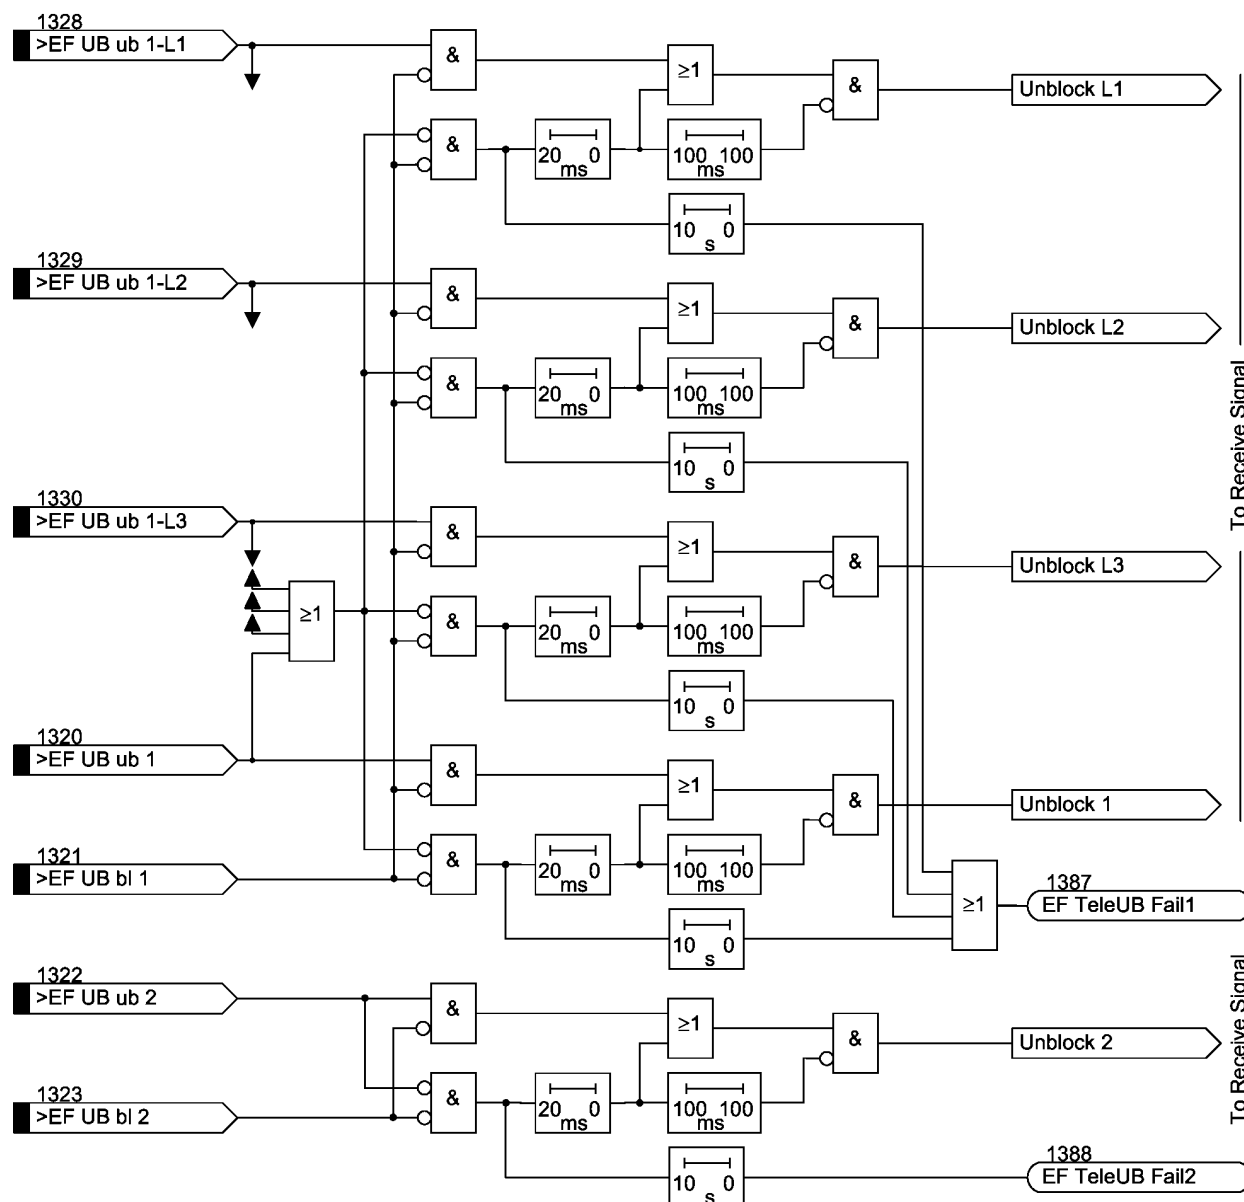 1328
>EF UB ub 1-L1
&
≥1
&
Unblock L1
&
20 0
ms
100 100
ms
10 0
s
1329
>EF UB ub 1-L2
&
≥1
&
Unblock L2
&
20 0
ms
100 100
ms
10 0
s
To Receive Signal
1330
>EF UB ub 1-L3
&
≥1
&
Unblock L3
≥1
&
20 0
ms
100 100
ms
10 0
s
1320
>EF UB ub 1
&
≥1
&
Unblock 1
1321
>EF UB bl 1
&
20 0
ms
100 100
ms
10 0
s
≥1
1387
EF TeleUB Fail1
1322
>EF UB ub 2
&
≥1
&
Unblock 2
To Receive Signal
1323
>EF UB bl 2
&
20 0
ms
100 100
ms
10 0
s
1388
EF TeleUB Fail2